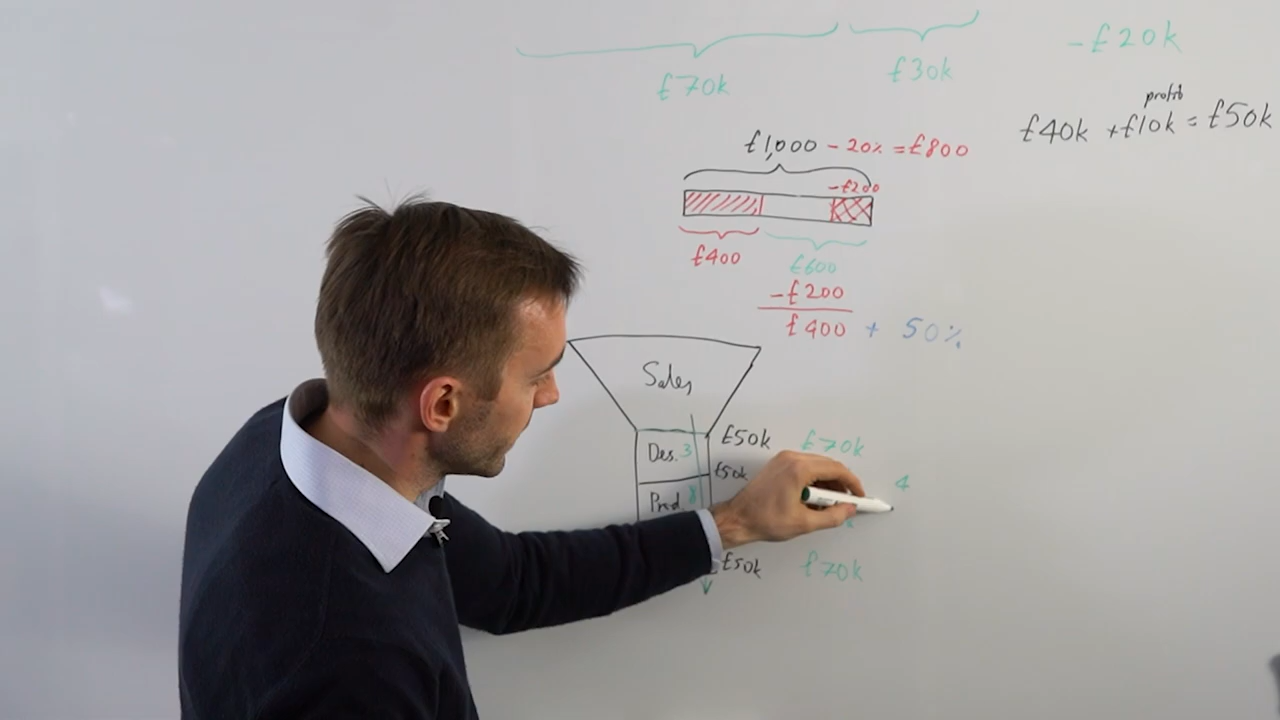 - £20k
£70k
£30k
profit
£40k + £10k = £50k
£1,000 - 20% = £800
- £200
£400
£600
- £200
£400 + 50%
Sales
£50k
£70k
Des. 3
£50k
4
Prod. 8
£50k
£70k